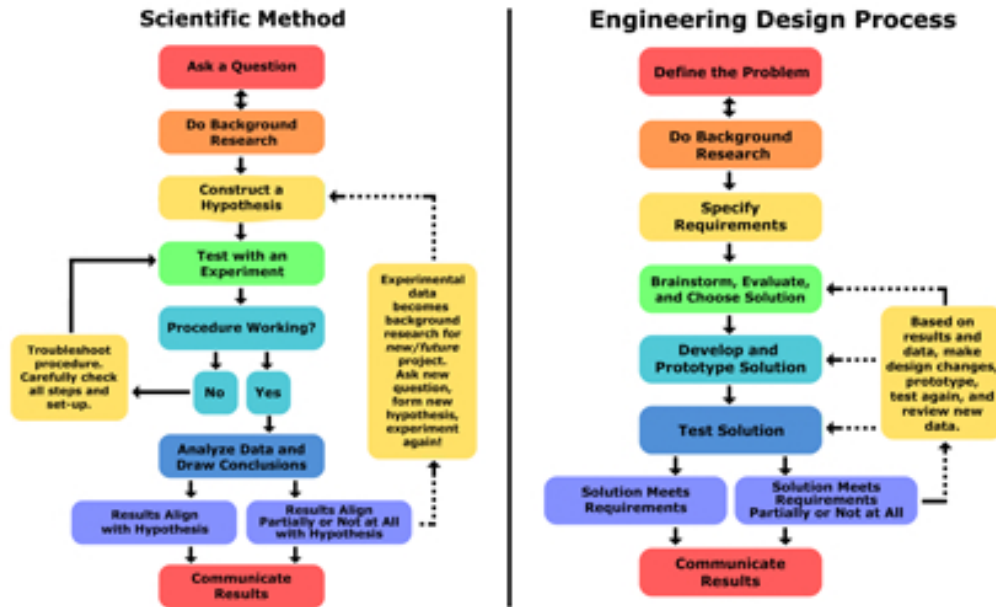 Scientific Method
Ask a Question
Do Background
Research
Construct a
Hypothesis
Test with an
Experiment
Procedure Working?
No
Yes
Troubleshoot
procedure.
Carefully check
all steps and
set-up.
Analyze Data and
Draw Conclusions
Results Align
with Hypothesis
Results Align
Partially or Not at All
with Hypothesis
Experimental
data
becomes
background
research for
new/future
project.
Ask new
question,
form new
hypothesis,
experiment
again!
Communicate
Results
Engineering Design Process
Define the Problem
Do Background
Research
Specify
Requirements
Brainstorm, Evaluate,
and Choose Solution
Develop and
Prototype Solution
Test Solution
Based on
results and
data, make
design changes,
prototype,
test again, and
review new
data.
Solution Meets
Requirements
Solution Meets
Requirements
Partially or Not at All
Communicate
Results